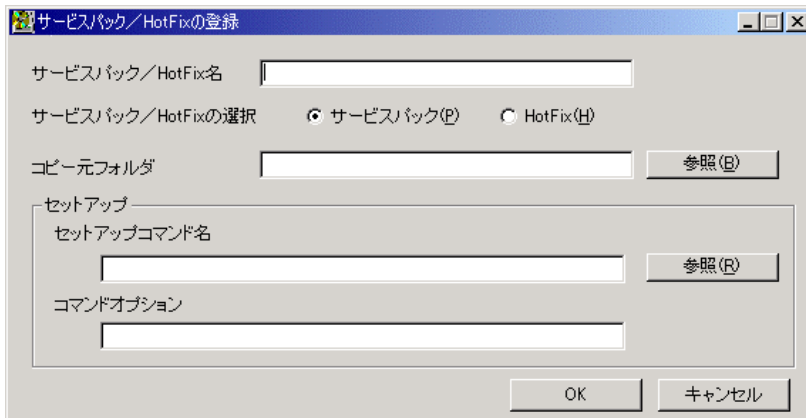 サービスパック／HotFixの登録
サービスパック／HotFix名
サービスパック／HotFixの選択 サービスパック(P) HotFix(H)
コピー元フォルダ 参照(B)
セットアップ
セットアップコマンド名
参照(R)
コマンドオプション
OK キャンセル